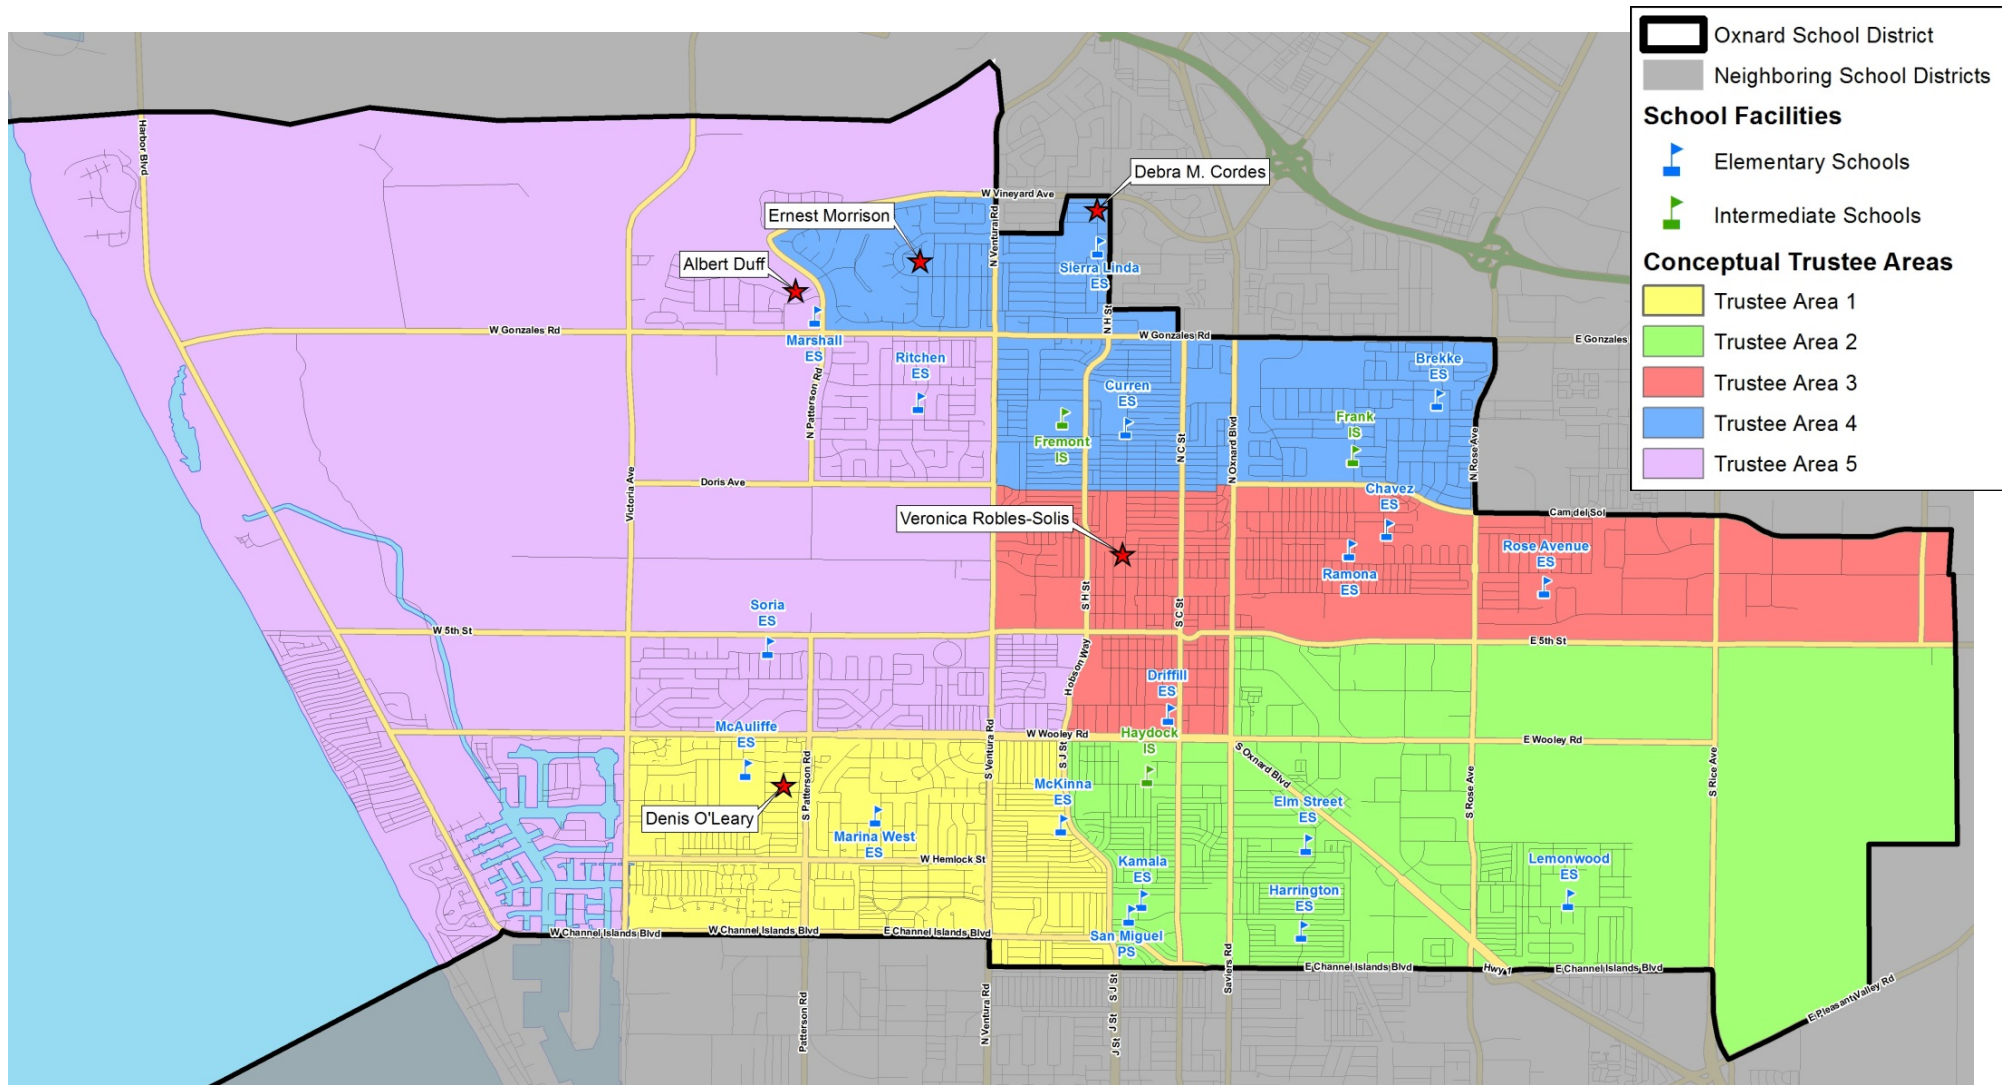 Oxnard School District
Neighboring School Districts
School Facilities
Elementary Schools
Intermediate Schools
Conceptual Trustee Areas
Trustee Area 1
Trustee Area 2
Trustee Area 3
Trustee Area 4
Trustee Area 5
Harbor Blvd
Debra M. Cordes
W Vineyard Ave
Ernest Morrison
N Ventura Rd
Albert Duff
Sierra Linda
ES
N H St
W Gonzales Rd
W Gonzales Rd
E Gonzales
Marshall
ES
Ritchen
ES
Brekke
ES
Curren
ES
N Patterson Rd
Fremont
IS
Frank
IS
N C St
N Oxnard Blvd
N Rose Ave
Victoria Ave
Doris Ave
Chavez
ES
Veronica Robles-Solis
Cam del Sol
Rose Avenue
ES
Ramona
ES
S H St
S C St
Soria
ES
W 5th St
E 5th St
Hobson Way
Driffill
ES
McAuliffe
ES
S Ventura Rd
W Wooley Rd
Haydock
IS
E Wooley Rd
S J St
S Oxnard Blvd
S Patterson Rd
S Rose Ave
S Rice Ave
McKinna
ES
Elm Street
ES
Denis O'Leary
Marina West
ES
W Hemlock St
Kamala
ES
Lemonwood
ES
Harrington
ES
W Channel Islands Blvd
W Channel Islands Blvd
E Channel Islands Blvd
San Miguel
PS
Saviers Rd
E Channel Islands Blvd
Hwy 1
E Channel Islands Blvd
Patterson Rd
N Ventura Rd
S J St
J St
E Pleasant Valley Rd